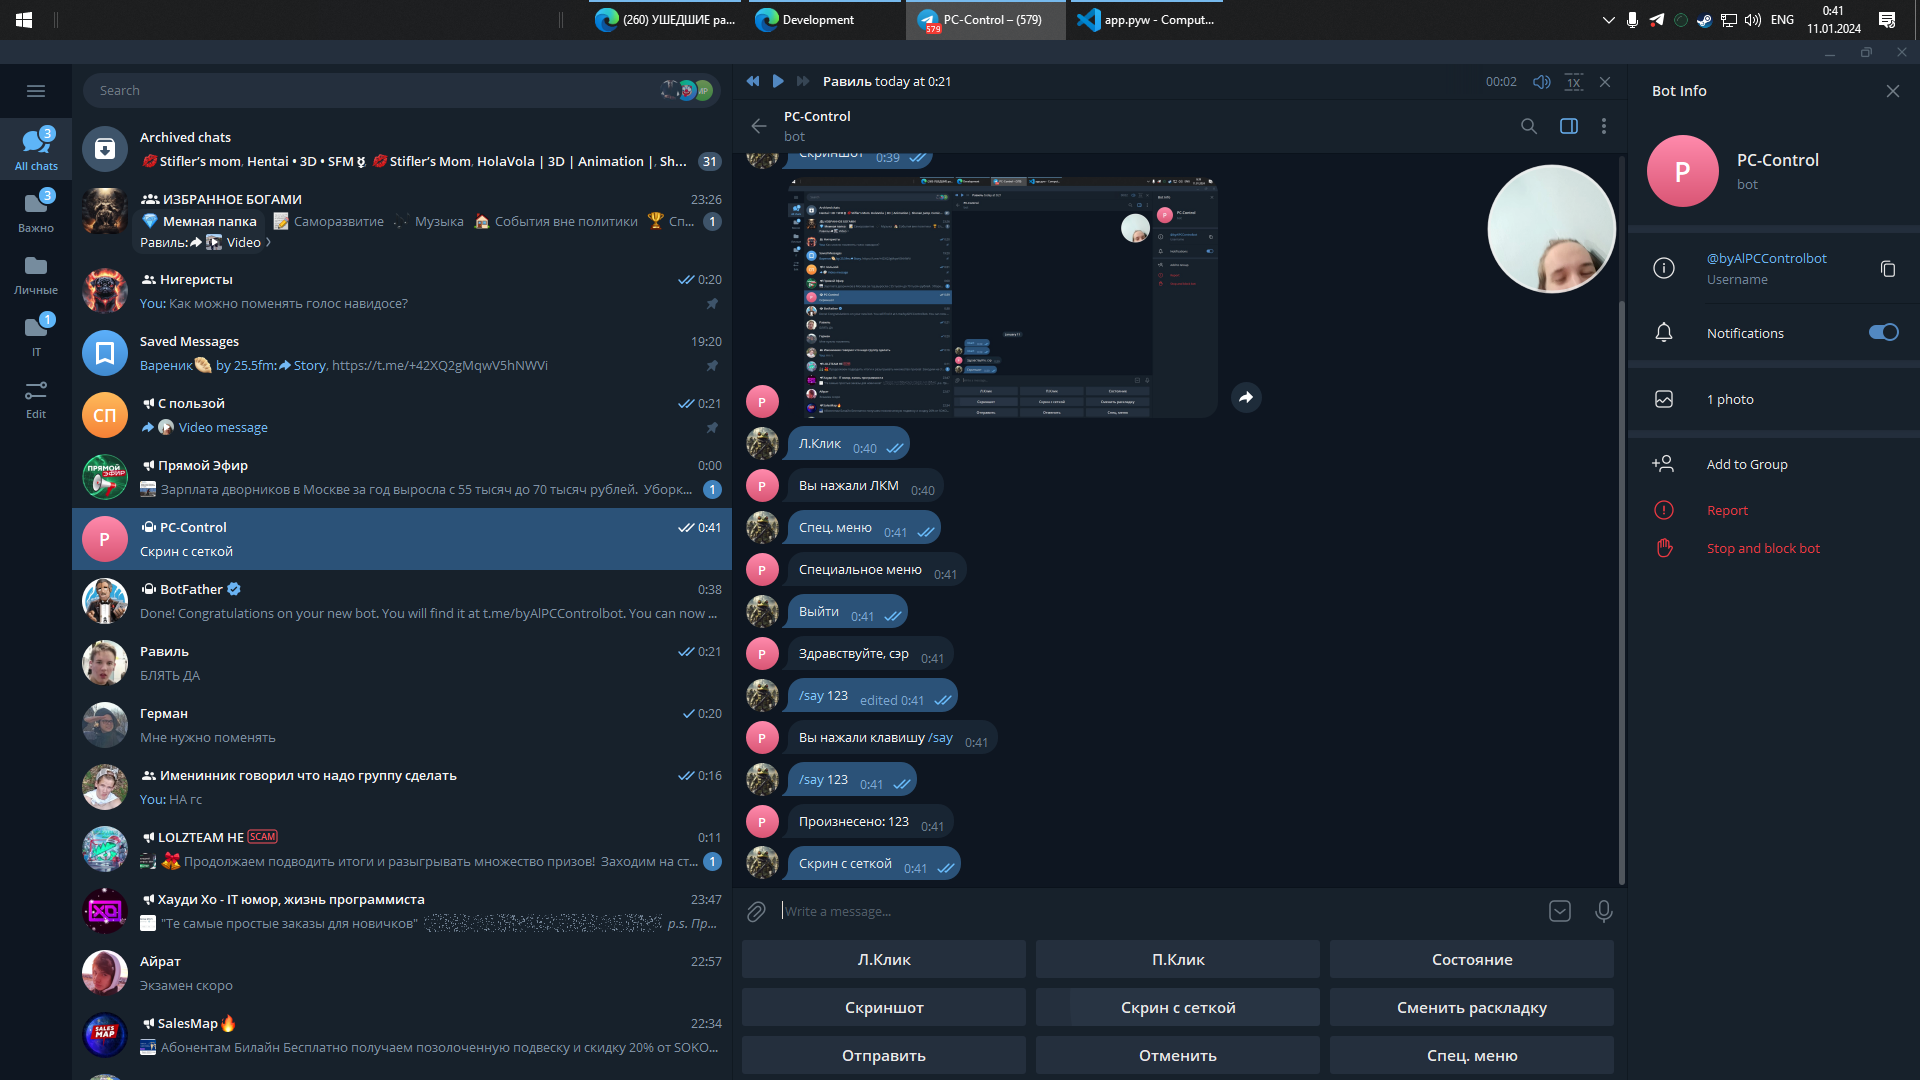 (260) УШЕДШИЕ ра...
Development
PC-Control – (579)
579
app.pyw - Comput...
ENG
0:41
11.01.2024
Search
All chats
3
Важно
3
Личные
IT
1
Edit
Archived chats
💋Stifler's mom, Hentai • 3D • SFM, 💋Stifler's Mom, HolaVola | 3D | Animation |, Sh...
31
ИЗБРАННОЕ БОГАМИ
23:26
💎 Мемная папка 📝 Саморазвитие Музыка 🏠 События вне политики 🏆 Сп...
1
Равиль: Video
Нигеристы
0:20
You: Как можно поменять голос навидосе?
Saved Messages
19:20
Вареник by 25.5fm: Story, https://t.me/+42XQ2gMqwV5hNWVi
СП
С пользой
0:21
Video message
ПРЯМОЙ ЭФИР
Прямой Эфир
0:00
Зарплата дворников в Москве за год выросла с 55 тысяч до 70 тысяч рублей. Уборк...
1
P
PC-Control
0:41
Скрин с сеткой
BotFather
0:38
Done! Congratulations on your new bot. You will find it at t.me/byAlPCControlbot. You can now ...
Равиль
0:21
БЛЯТЬ ДА
Герман
0:20
Мне нужно поменять
Именинник говорил что надо группу сделать
0:16
You: НА гс
LOLZTEAM НЕ SCAM
0:11
Продолжаем подводить итоги и разыгрывать множество призов! Заходим на ст...
1
Хауди Хо - IT юмор, жизнь программиста
23:47
"Те самые простые заказы для новичков" p.s. Пр...
Айрат
22:57
Экзамен скоро
SALES MAP
SalesMap🔥
22:34
Абонентам Билайн Бесплатно получаем позолоченную подвеску и скидку 20% от SOKO...
Равиль today at 0:21
00:02
1X
PC-Control
bot
Скриншот 0:39
P
Л.Клик 0:40
P
Вы нажали ЛКМ 0:40
Спец. меню 0:41
P
Специальное меню 0:41
Выйти 0:41
P
Здравствуйте, сэр 0:41
/say 123 edited 0:41
P
Вы нажали клавишу /say 0:41
/say 123 0:41
P
Произнесено: 123 0:41
Скрин с сеткой 0:41
Write a message...
Л.Клик
П.Клик
Состояние
Скриншот
Скрин с сеткой
Сменить раскладку
Отправить
Отменить
Спец. меню
Bot Info
P
PC-Control
bot
@byAlPCControlbot
Username
Notifications
1 photo
Add to Group
Report
Stop and block bot